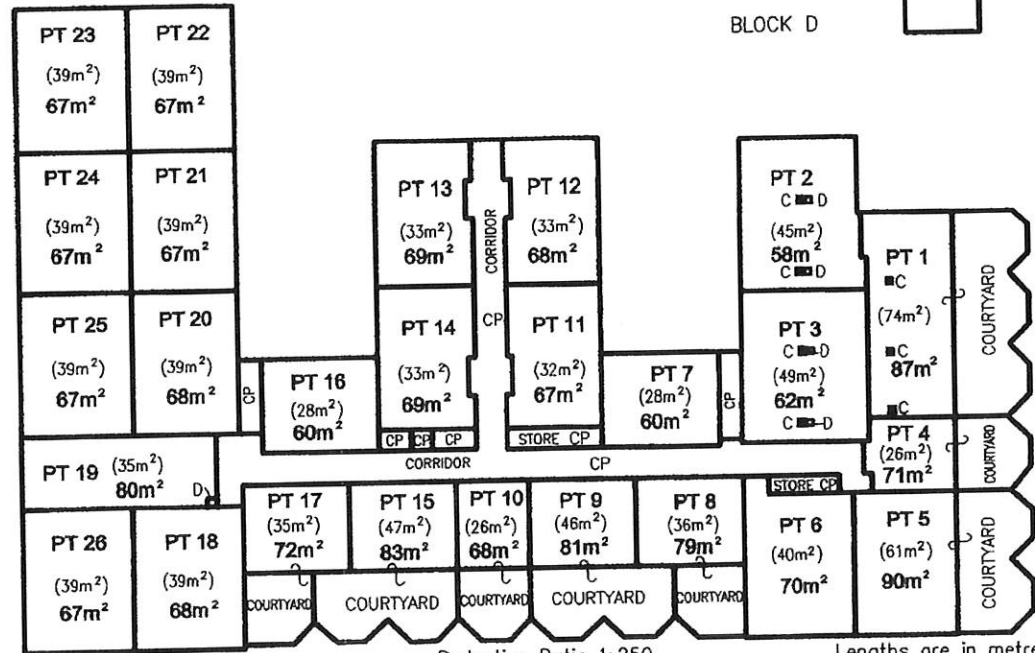 BLOCK D
PT 23
(39m²)
67m²
PT 22
(39m²)
67m²
PT 24
(39m²)
67m²
PT 21
(39m²)
67m²
PT 25
(39m²)
67m²
PT 20
(39m²)
68m²
PT 13
(33m²)
69m²
CORRIDOR
CP
PT 12
(33m²)
68m²
PT 14
(33m²)
69m²
PT 11
(32m²)
67m²
PT 2
C D
(45m²)
58m²
C D
PT 1
C
(74m²)
C
87m²
C
COURTYARD
PT 3
C D
(49m²)
62m²
C D
CP
PT 16
(28m²)
60m²
CP
CP
CP
STORE CP
PT 7
(28m²)
60m²
CP
PT 4
(26m²)
71m²
COURTYARD
CORRIDOR
CP
PT 19
(35m²)
80m²
D
STORE CP
PT 26
(39m²)
67m²
PT 18
(39m²)
68m²
PT 17
(35m²)
72m²
PT 15
(47m²)
83m²
PT 10
(26m²)
68m²
PT 9
(46m²)
81m²
PT 8
(36m²)
79m²
PT 6
(40m²)
70m²
PT 5
(61m²)
90m²
COURTYARD
COURTYARD
COURTYARD
COURTYARD
COURTYARD
COURTYARD
Ratio 1:250
Lengths are in metre